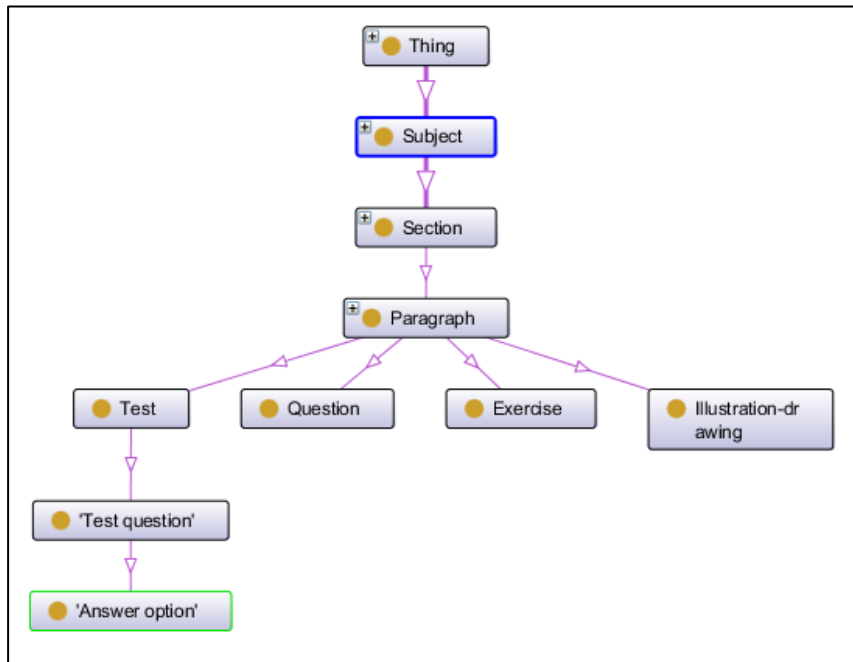 Thing
Subject
Section
Paragraph
Test
Question
Exercise
Illustration-dr
awing
'Test question'
'Answer option'